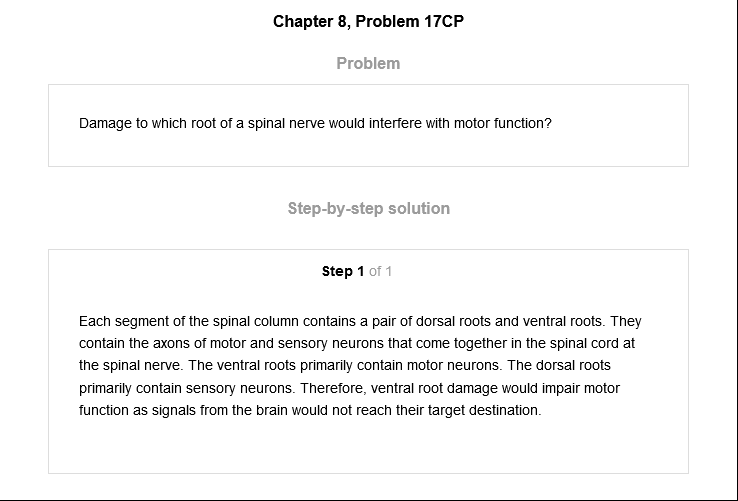 Chapter 8, Problem 17CP
Problem
Damage to which root of a spinal nerve would interfere with motor function?
Step-by-step solution
Step 1 of 1
Each segment of the spinal column contains a pair of dorsal roots and ventral roots. They
contain the axons of motor and sensory neurons that come together in the spinal cord at
the spinal nerve. The ventral roots primarily contain motor neurons. The dorsal roots
primarily contain sensory neurons. Therefore, ventral root damage would impair motor
function as signals from the brain would not reach their target destination.